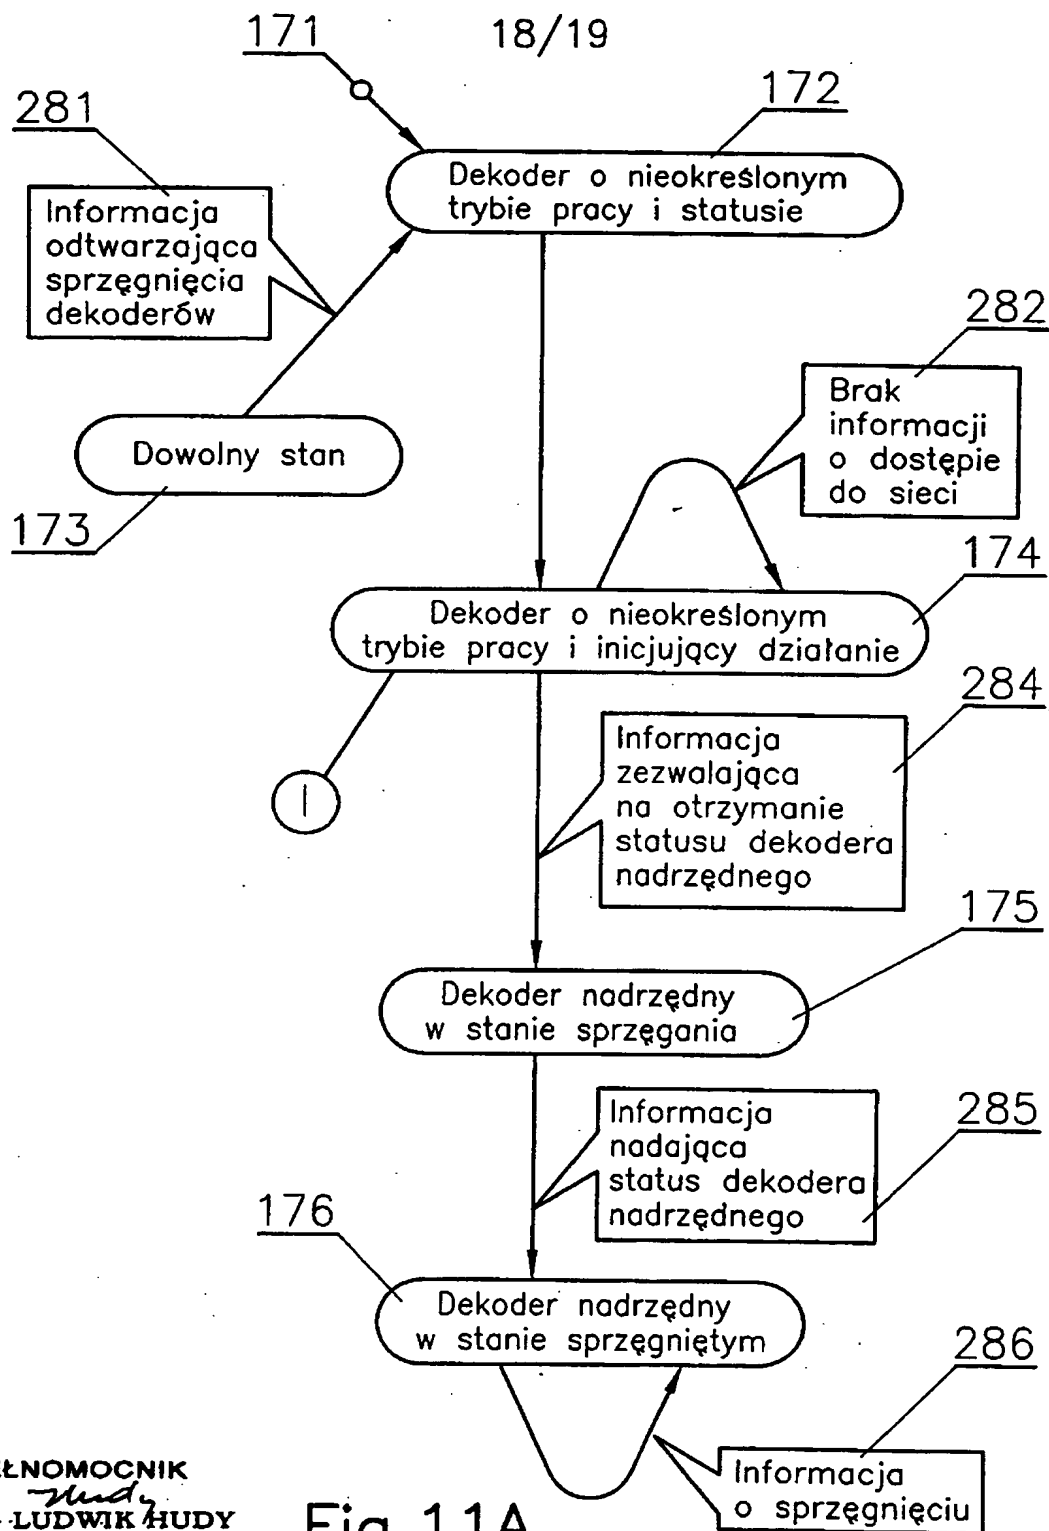 171
18/19
281
172
Dekoder o nieokreślonym
trybie pracy i statusie
Informacja
odtwarzająca
sprzęgnięcia
dekoderów
282
Brak
informacji
o dostępie
do sieci
Dowolny stan
173
174
Dekoder o nieokreślonym
trybie pracy i inicjujący działanie
284
Informacja
zezwalająca
na otrzymanie
statusu dekodera
nadrzędnego
I
175
Dekoder nadrzędny
w stanie sprzęgania
285
Informacja
nadająca
status dekodera
nadrzędnego
176
Dekoder nadrzędny
w stanie sprzęgniętym
286
Informacja
o sprzęgnięciu
EŁNOMOCNIK
LUDWIK HUDY
Fig.11A